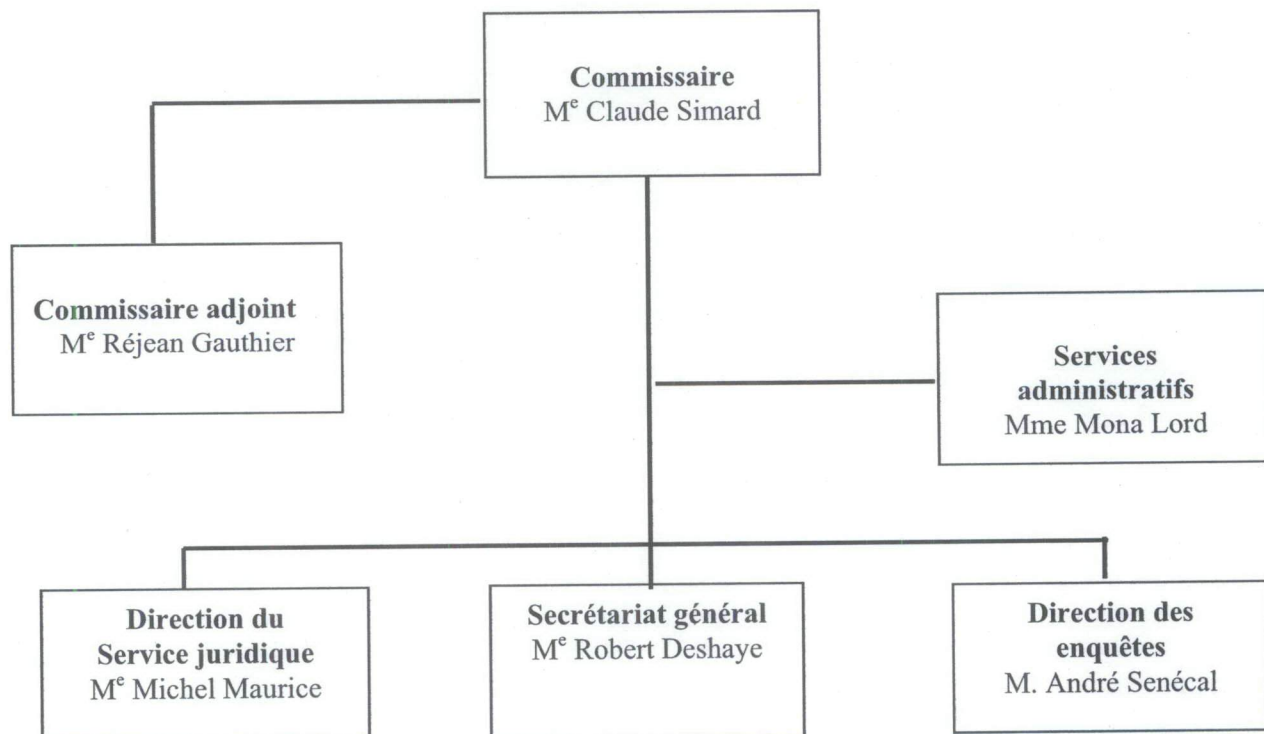 Commissaire
Mᵉ Claude Simard
Commissaire adjoint
Mᵉ Réjean Gauthier
Services
administratifs
Mme Mona Lord
Direction du
Service juridique
Mᵉ Michel Maurice
Secrétariat général
Mᵉ Robert Deshaye
Direction des
enquêtes
M. André Senécal